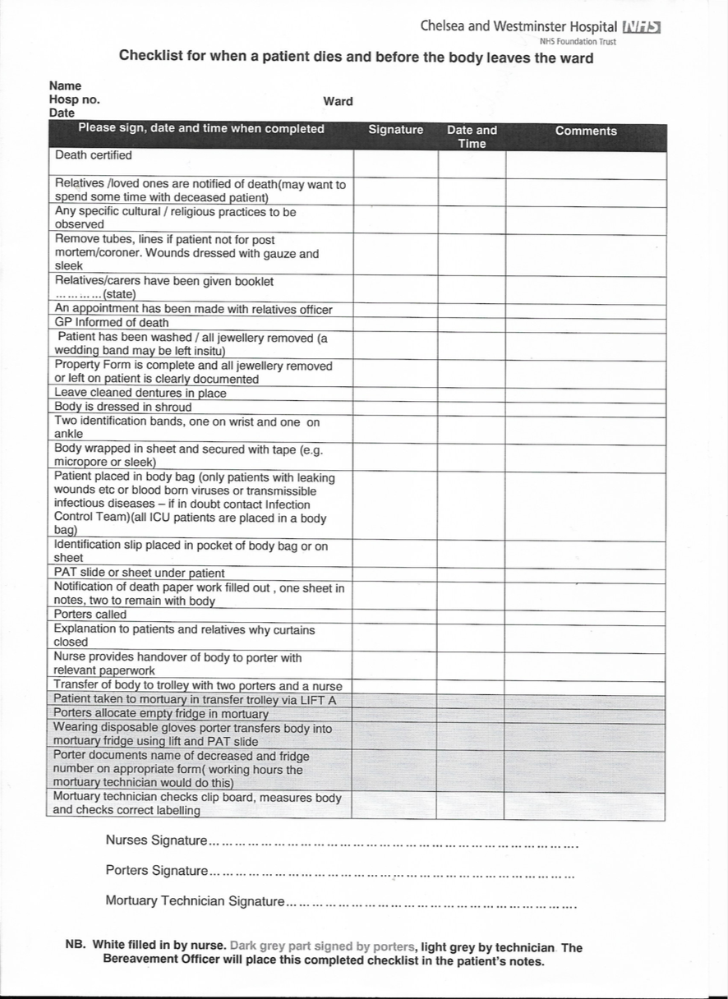 Chelsea and Westminster Hospital NHS
NHS Foundation Trust
Checklist for when a patient dies and before the body leaves the ward
Name
Hosp no. Ward
Date
Please sign, date and time when completed Signature Date and Comments
Time
Death certified
Relatives /loved ones are notified of death(may want to
spend some time with deceased patient)
Any specific cultural / religious practices to be
observed
Remove tubes, lines if patient not for post
mortem/coroner. Wounds dressed with gauze and
sleek
Relatives/carers have been given booklet
... ... ... ...(state)
An appointment has been made with relatives officer
GP Informed of death
Patient has been washed / all jewellery removed (a
wedding band may be left insitu)
Property Form is complete and all jewellery removed
or left on patient is clearly documented
Leave cleaned dentures in place
Body is dressed in shroud
Two identification bands, one on wrist and one on
ankle
Body wrapped in sheet and secured with tape (e.g.
micropore or sleek)
Patient placed in body bag (only patients with leaking
wounds etc or blood born viruses or transmissible
infectious diseases – if in doubt contact Infection
Control Team)(all ICU patients are placed in a body
bag)
Identification slip placed in pocket of body bag or on
sheet
PAT slide or sheet under patient
Notification of death paper work filled out , one sheet in
notes, two to remain with body
Porters called
Explanation to patients and relatives why curtains
closed
Nurse provides handover of body to porter with
relevant paperwork
Transfer of body to trolley with two porters and a nurse
Patient taken to mortuary in transfer trolley via LIFT A
Porters allocate empty fridge in mortuary
Wearing disposable gloves porter transfers body into
mortuary fridge using lift and PAT slide
Porter documents name of decreased and fridge
number on appropriate form( working hours the
mortuary technician would do this)
Mortuary technician checks clip board, measures body
and checks correct labelling
Nurses Signature... ... ... ... ... ... ... ... ... ... ... ... ... ... ... ... ... ... ... ... ... ... ... ... ... ....
Porters Signature... ... ... ... ... ... ... ... ... ... ... ... ... ... ... ... ... ... ... ... ... ... ... ... ...
Mortuary Technician Signature... ... ... ... ... ... ... ... ... ... ... ... ... ... ... ... ... ... ... ....
NB. White filled in by nurse. Dark grey part signed by porters, light grey by technician The
Bereavement Officer will place this completed checklist in the patient's notes.